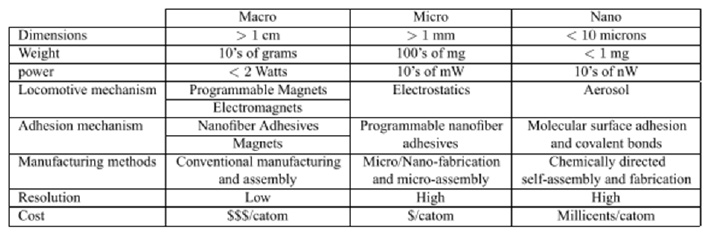 Macro Micro Nano
Dimensions > 1 cm > 1 mm < 10 microns
Weight 10's of grams 100's of mg < 1 mg
power < 2 Watts 10's of mW 10's of nW
Locomotive mechanism Programmable Magnets Electrostatics Aerosol
Electromagnets
Adhesion mechanism Nanofiber Adhesives Programmable nanofiber Molecular surface adhesion
Magnets adhesives and covalent bonds
Manufacturing methods Conventional manufacturing Micro/Nano-fabrication Chemically directed
and assembly and micro-assembly self-assembly and fabrication
Resolution Low High High
Cost $$$/catom $/catom Millicents/catom